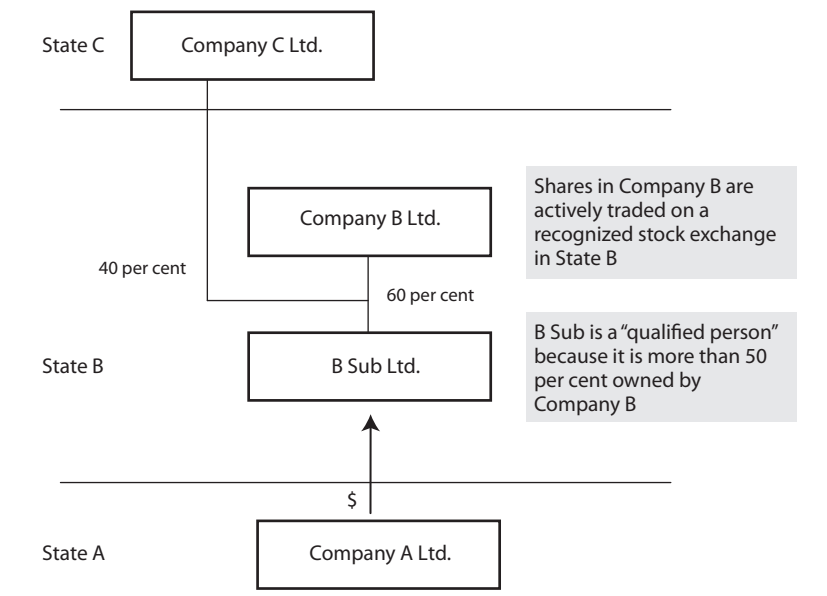 State C
Company C Ltd.
Shares in Company B are
actively traded on a
recognized stock exchange
in State B
Company B Ltd.
40 per cent
60 per cent
B Sub is a “qualified person”
because it is more than 50
per cent owned by
Company B
State B
B Sub Ltd.
$
State A
Company A Ltd.